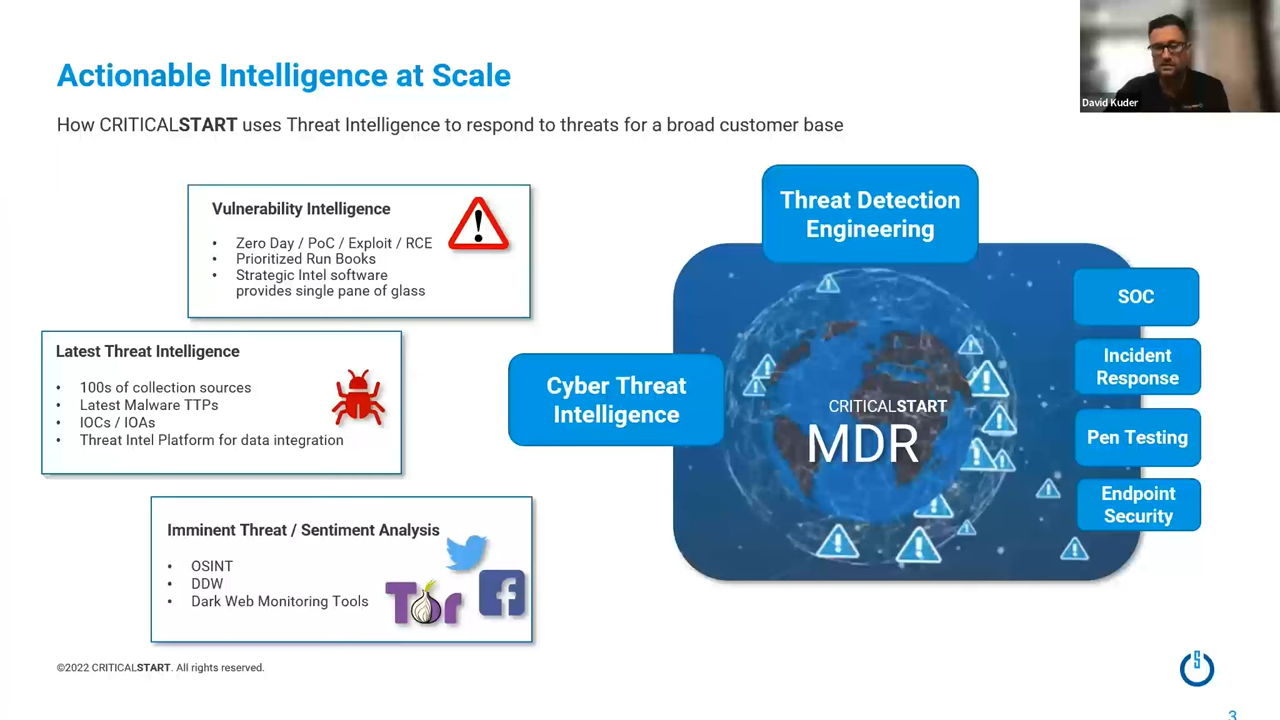 Actionable Intelligence at Scale
How CRITICALSTART uses Threat Intelligence to respond to threats for a broad customer base
David Kuder
Vulnerability Intelligence
• Zero Day / PoC / Exploit / RCE
• Prioritized Run Books
• Strategic Intel software
provides single pane of glass
Latest Threat Intelligence
• 100s of collection sources
• Latest Malware TTPs
• IOCs / IOAs
• Threat Intel Platform for data integration
Imminent Threat / Sentiment Analysis
• OSINT
• DDW
• Dark Web Monitoring Tools
Tor
Cyber Threat
Intelligence
Threat Detection
Engineering
CRITICALSTART
MDR
SOC
Incident
Response
Pen Testing
Endpoint
Security
©2022 CRITICALSTART. All rights reserved.
3